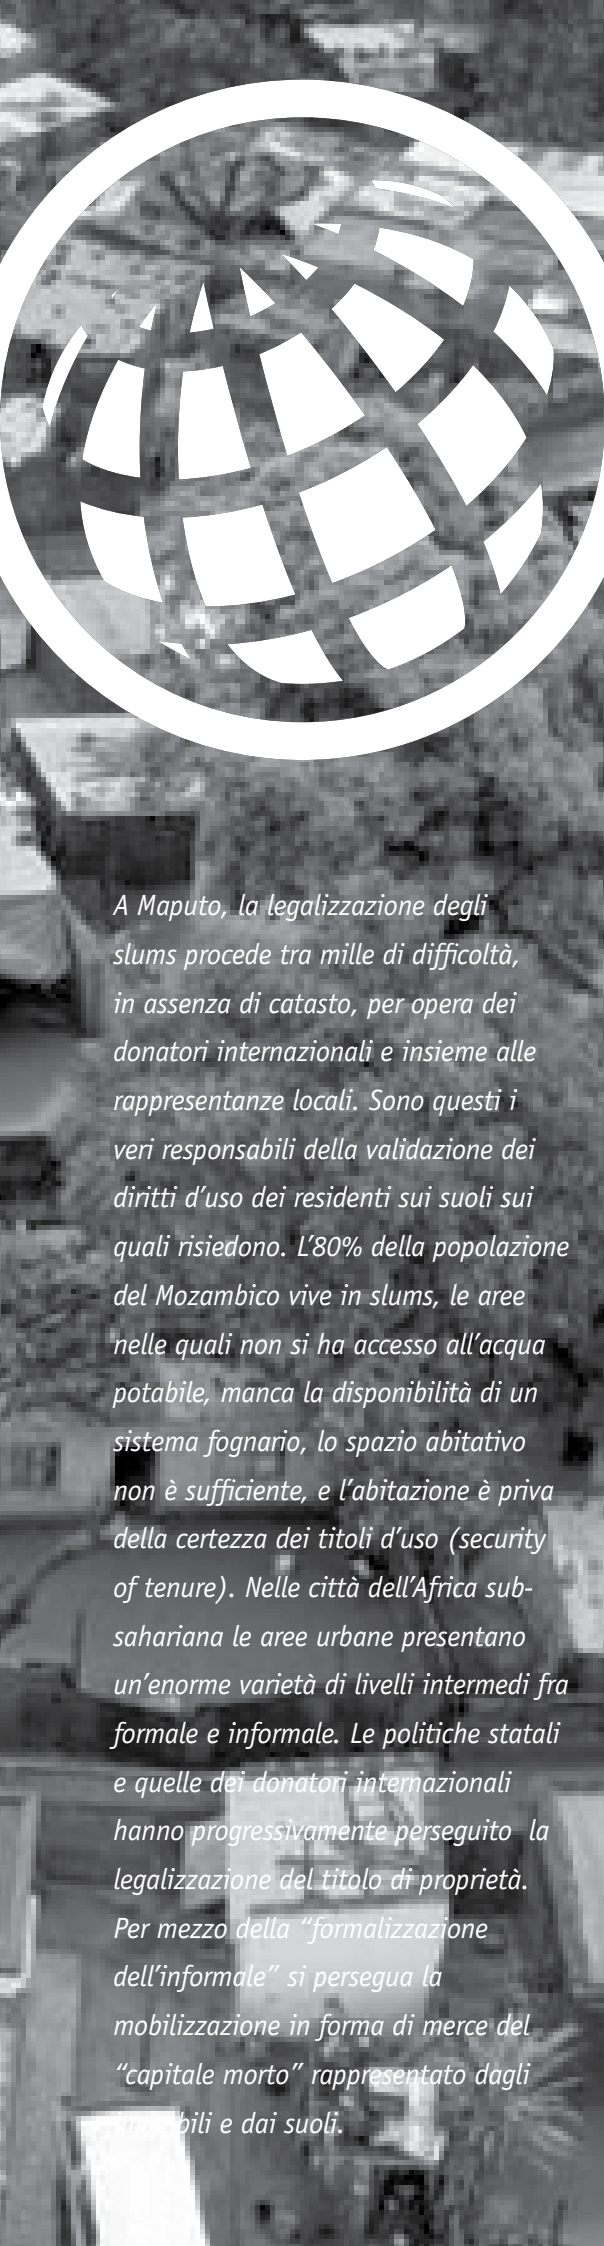 A Maputo, la legalizzazione degli
slums procede tra mille di difficoltà,
in assenza di catasto, per opera dei
donatori internazionali e insieme alle
rappresentanze locali. Sono questi i
veri responsabili della validazione dei
diritti d’uso dei residenti sui suoli sui
quali risiedono. L’80% della popolazione
del Mozambico vive in slums, le aree
nelle quali non si ha accesso all’acqua
potabile, manca la disponibilità di un
sistema fognario, lo spazio abitativo
non è sufficiente, e l’abitazione è priva
della certezza dei titoli d’uso (security
of tenure). Nelle città dell’Africa sub-
sahariana le aree urbane presentano
un’enorme varietà di livelli intermedi fra
formale e informale. Le politiche statali
e quelle dei donatori internazionali
hanno progressivamente perseguito  la
legalizzazione del titolo di proprietà.
Per mezzo della “formalizzazione
dell’informale” si persegua la
mobilizzazione in forma di merce del
“capitale morto” rappresentato dagli
e dai suoli.